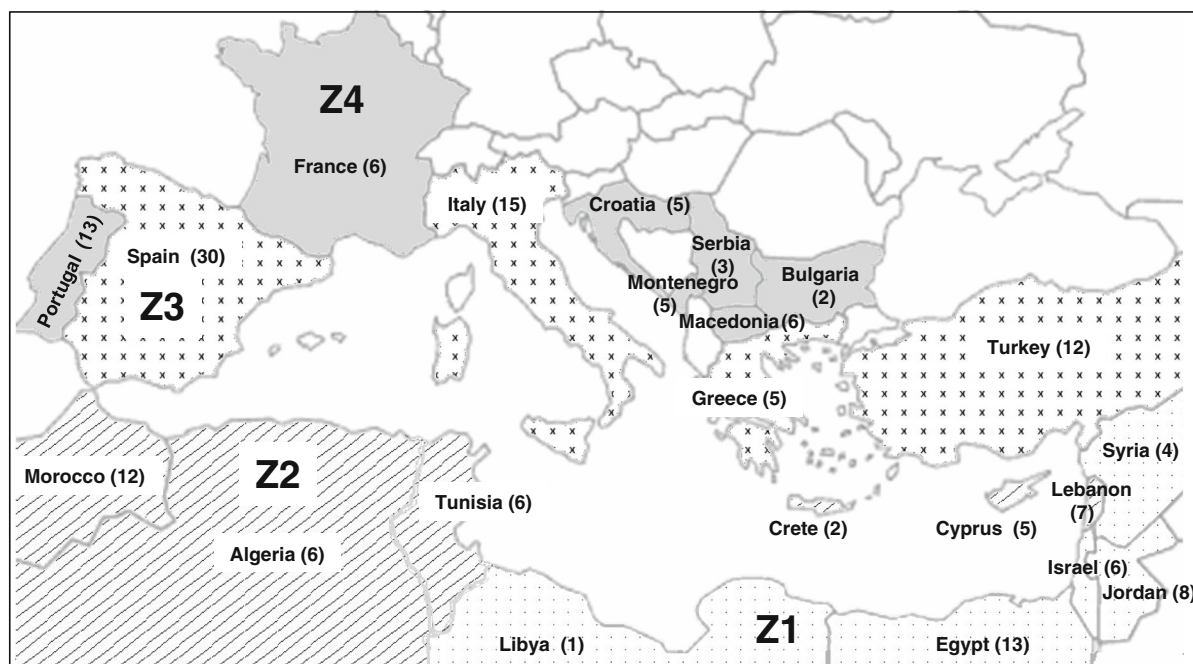 Z4
France (6)
Italy (15)
Croatia (5)
Portugal (13)
Spain (30)
Z3
Serbia
(3)
Bulgaria
(2)
Montenegro
(5)
Macedonia (6)
Turkey (12)
Greece (5)
Syria (4)
Morocco (12)
Z2
Tunisia (6)
Lebanon
(7)
Crete (2)
Cyprus (5)
Algeria (6)
Israel (6)
Jordan (8)
Libya (1)
Z1
Egypt (13)